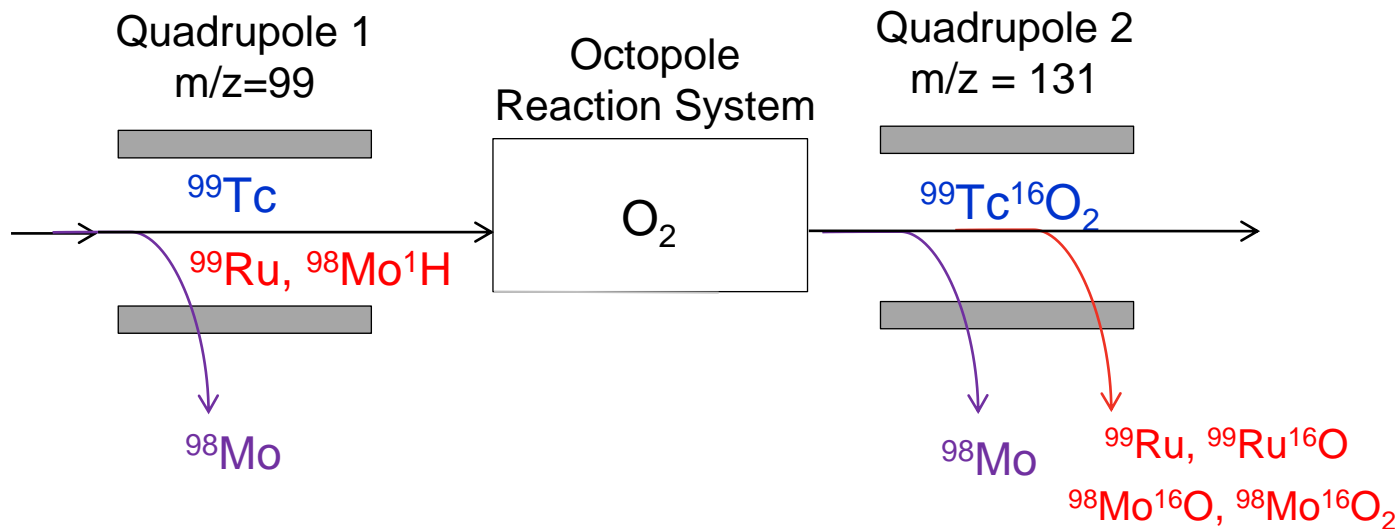 Quadrupole 1
m/z=99
Octopole
Reaction System
Quadrupole 2
m/z = 131
⁹⁹Tc
⁹⁹Ru, ⁹⁸Mo¹H
⁹⁸Mo
O₂
⁹⁹Tc¹⁶O₂
⁹⁸Mo
⁹⁹Ru, ⁹⁹Ru¹⁶O
⁹⁸Mo¹⁶O, ⁹⁸Mo¹⁶O₂